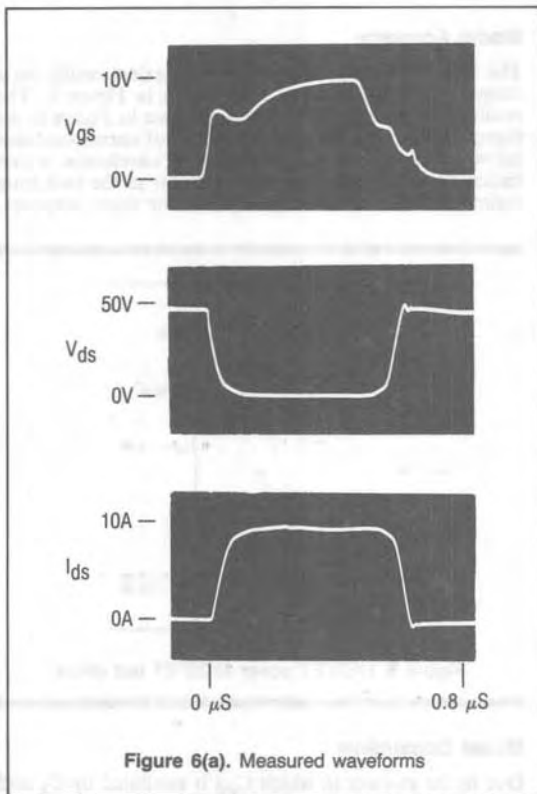 10V
Vgs
0V
50V
Vds
0V
10A
Ids
0A
0 μS 0.8 μS
Figure 6(a). Measured waveforms